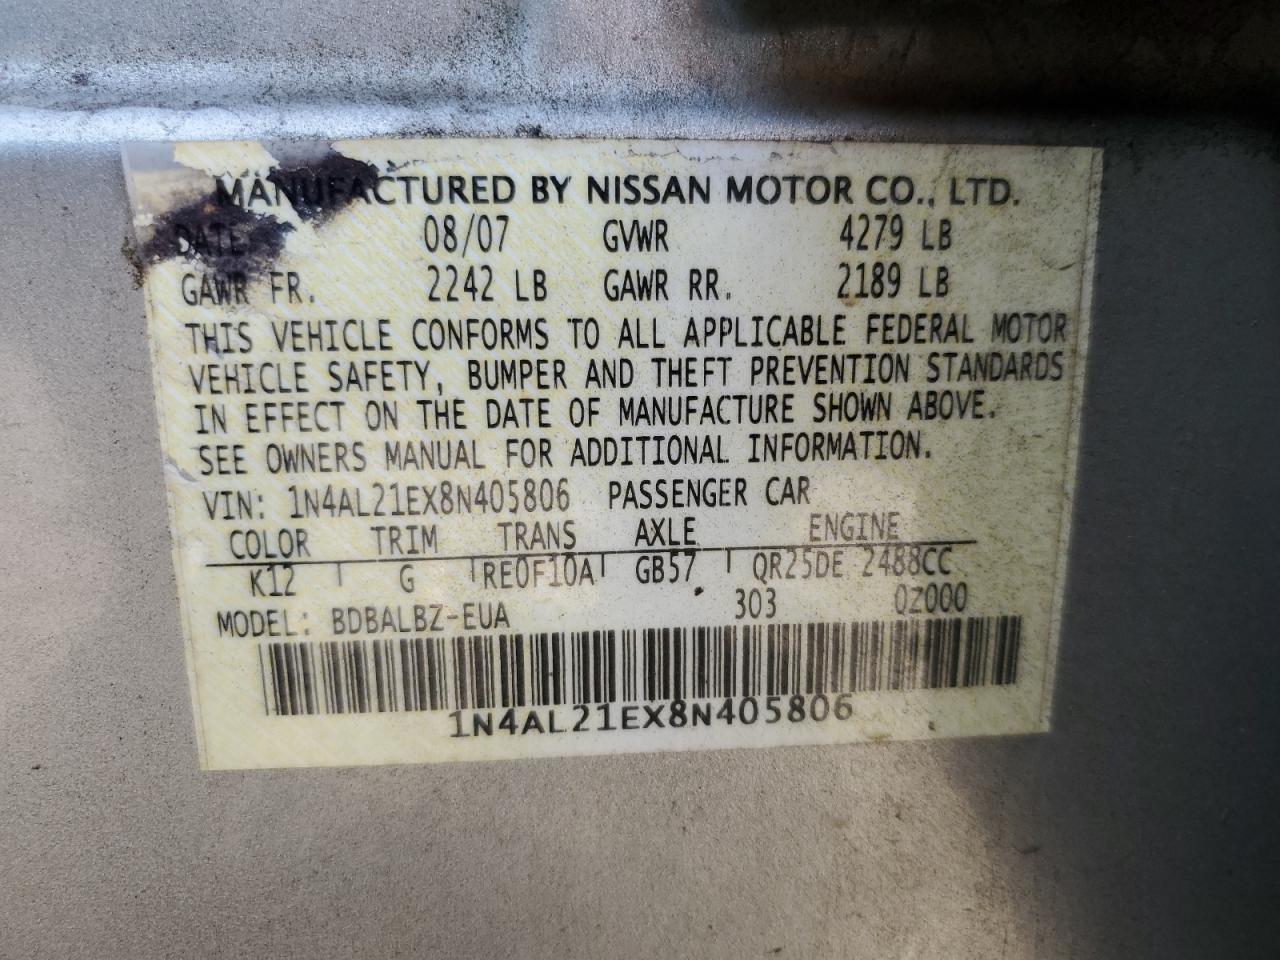 MANUFACTURED BY NISSAN MOTOR CO., LTD.
DATE 08/07 GVWR 4279 LB
GAWR FR. 2242 LB GAWR RR. 2189 LB
THIS VEHICLE CONFORMS TO ALL APPLICABLE FEDERAL MOTOR
VEHICLE SAFETY, BUMPER AND THEFT PREVENTION STANDARDS
IN EFFECT ON THE DATE OF MANUFACTURE SHOWN ABOVE.
SEE OWNERS MANUAL FOR ADDITIONAL INFORMATION.
VIN: 1N4AL21EX8N405806 PASSENGER CAR
COLOR TRIM TRANS AXLE ENGINE
K12 G RE0F10A GB57 QR25DE 2488CC
MODEL: BDBALBZ-EUA 303 0Z000
1N4AL21EX8N405806